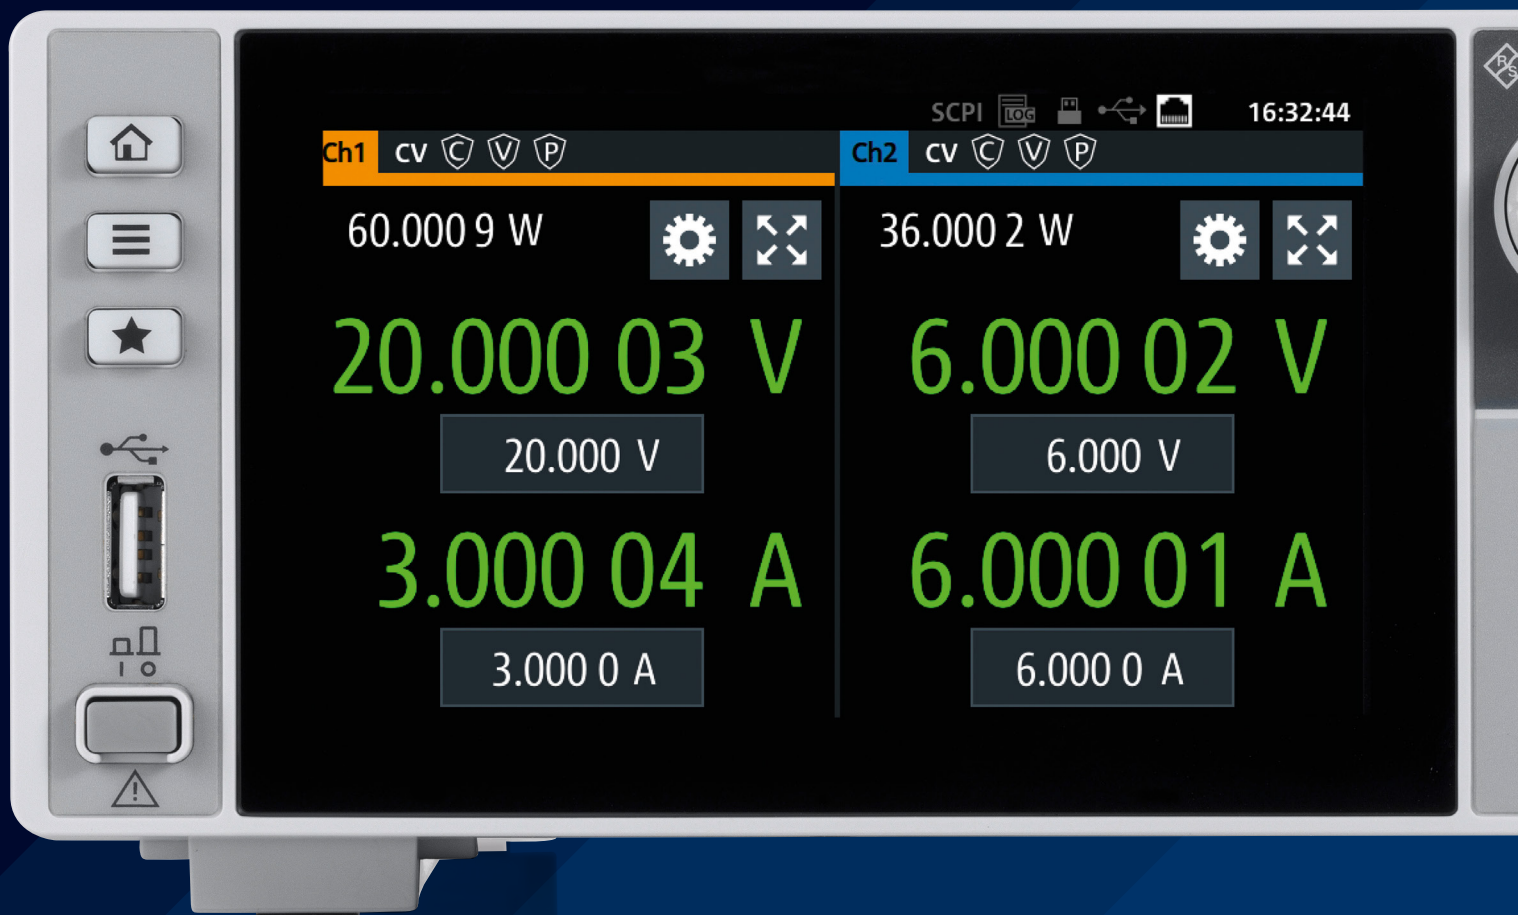 SCPI LOG 16:32:44
R&S
Ch1 CV C V P
Ch2 CV C V P
60.000 9 W
36.000 2 W
20.000 03 V
6.000 02 V
20.000 V
6.000 V
3.000 04 A
6.000 01 A
3.000 0 A
6.000 0 A